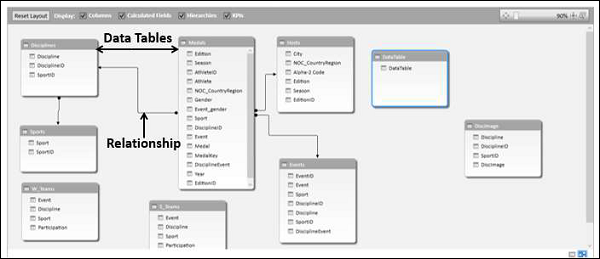 Reset Layout Display: Columns Calculated Fields Hierarchies KPIs 90%
Disciplines
Discipline
DisciplineID
SportID
Data Tables
Medals
Edition
Season
AthleteID
Athlete
NOC_CountryRegion
Gender
Event_gender
Sport
DisciplineID
Event
Medal
MedalKey
DisciplineEvent
Year
EditionID
Hosts
City
NOC_CountryRegion
Alpha-2 Code
Edition
Season
EditionID
DataTable
DataTable
DiscImage
Discipline
DisciplineID
SportID
DiscImage
Sports
Sport
SportID
Relationship
Events
EventID
Event
Sport
DisciplineID
Discipline
SportID
DisciplineEvent
W_Teams
Event
Discipline
Sport
Participation
S_Teams
Event
Discipline
Sport
Participation